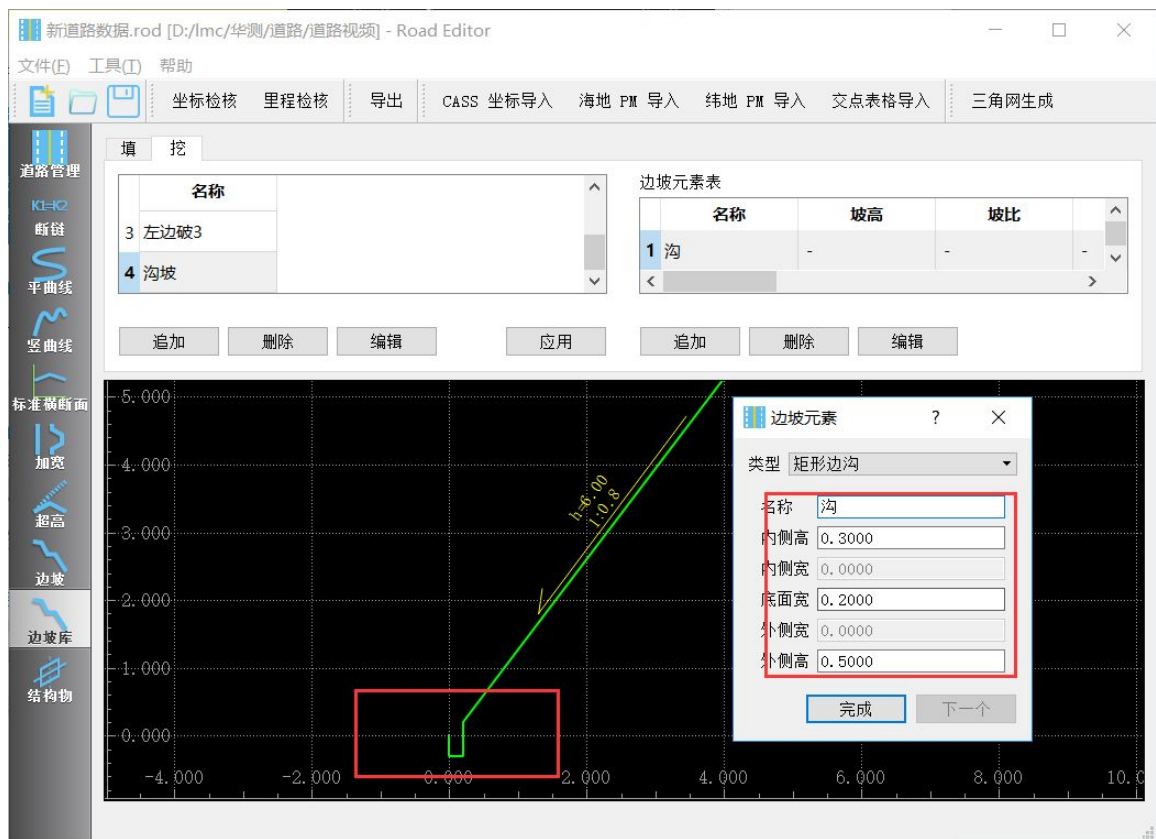 新道路数据.rod [D:/lmc/华测/道路/道路视频] - Road Editor
文件(F) 工具(T) 帮助
坐标检核 里程检核 导出 CASS 坐标导入 海地 PM 导入 纬地 PM 导入 交点表格导入 三角网生成
道路管理
K1=K2
断链
平曲线
竖曲线
标准横断面
加宽
超高
边坡
边坡库
结构物
填 挖
名称
3 左边破3
4 沟坡
追加 删除 编辑 应用
边坡元素表
名称 坡高 坡比
1 沟 - - -
追加 删除 编辑
5.000
4.000
3.000
2.000
1.000
0.000
-4.000 -2.000 0.000 2.000 4.000 6.000 8.000 10.0
h=6.00
1:0.8
边坡元素 ?
类型 矩形边沟
名称 沟
内侧高 0.3000
内侧宽 0.0000
底面宽 0.2000
外侧宽 0.0000
外侧高 0.5000
完成 下一个